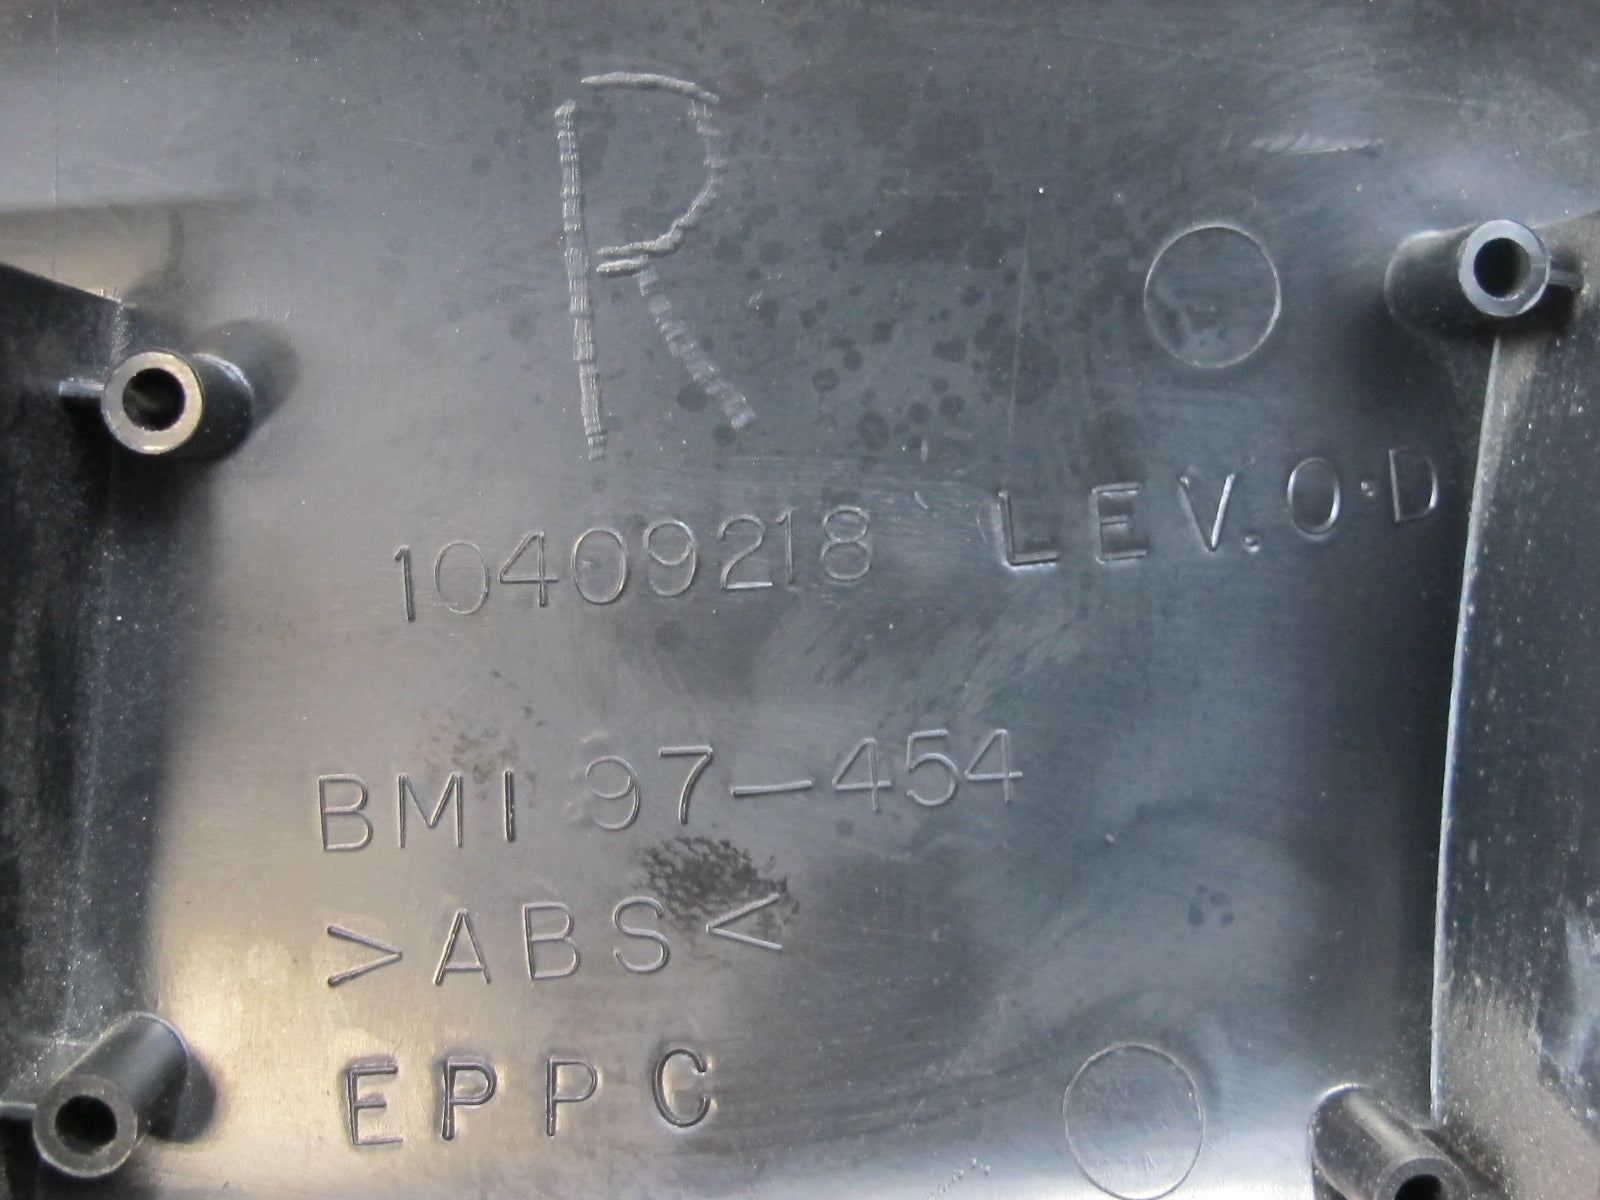 R
10409218 LEV.0·D
BMI 97-454
>ABS<
EPPC